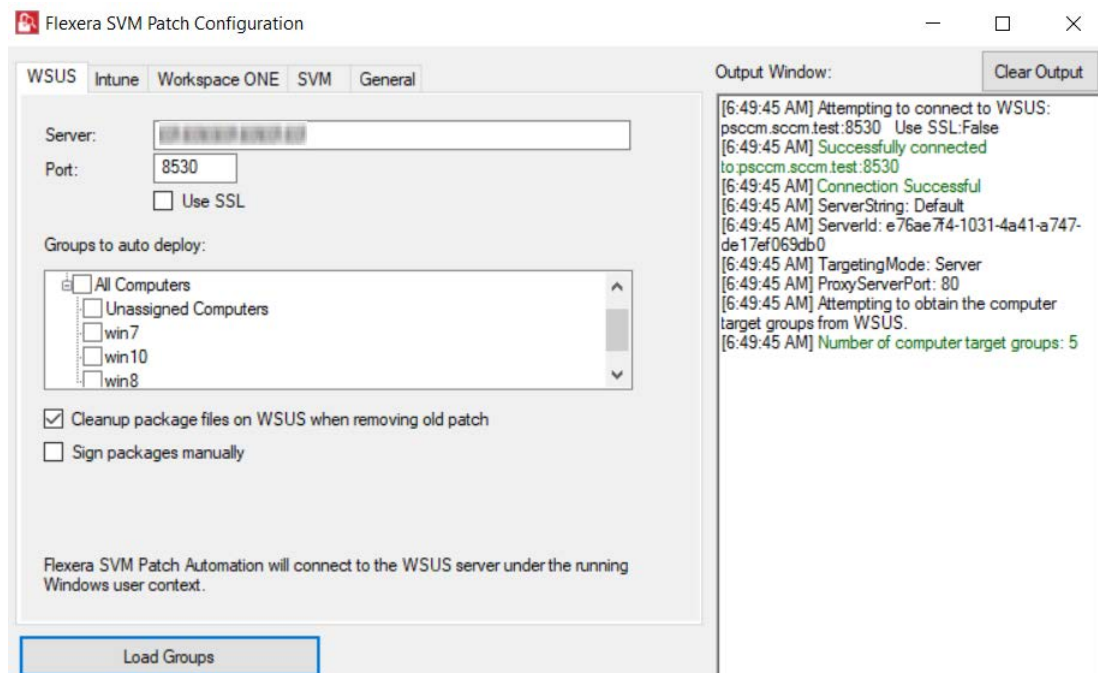 Flexera SVM Patch Configuration
WSUS Intune Workspace ONE SVM General
Server:
Port: 8530
Use SSL
Groups to auto deploy:
All Computers
Unassigned Computers
win7
win10
win8
Cleanup package files on WSUS when removing old patch
Sign packages manually
Flexera SVM Patch Automation will connect to the WSUS server under the running
Windows user context.
Load Groups
Output Window: Clear Output
[6:49:45 AM] Attempting to connect to WSUS:
psccm.sccm.test:8530 Use SSL:False
[6:49:45 AM] Successfully connected
to:psccm.sccm.test:8530
[6:49:45 AM] Connection Successful
[6:49:45 AM] ServerString: Default
[6:49:45 AM] ServerId: e76ae7f4-1031-4a41-a747-
de17ef069db0
[6:49:45 AM] TargetingMode: Server
[6:49:45 AM] ProxyServerPort: 80
[6:49:45 AM] Attempting to obtain the computer
target groups from WSUS.
[6:49:45 AM] Number of computer target groups: 5